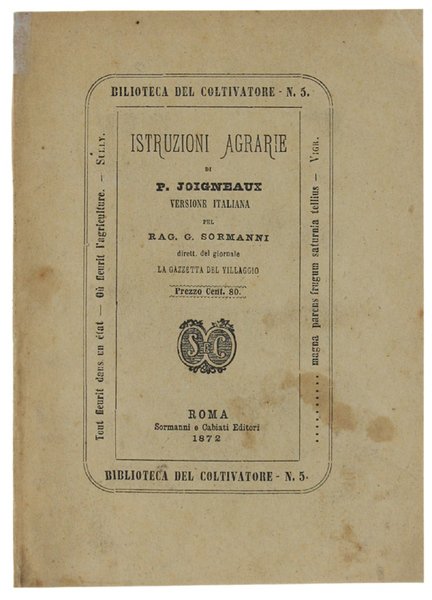 BILIOTECA DEL COLTIVATORE - N. 5.
Tout fleurit dans un état — Où fleurit l'agriculture. — SULLY.
ISTRUZIONI AGRARIE
DI
P. JOIGNEAUX
VERSIONE ITALIANA
PEL
RAG. G. SORMANNI
dirett. del giornale
LA GAZZETTA DEL VILLAGGIO
Prezzo Cent. 80.
S e C
ROMA
Sormanni e Cabiati Editori
1872
.......... magna parens frugum saturnia tellius — VIGR.
BIBLIOTECA DEL COLTIVATORE - N. 5.